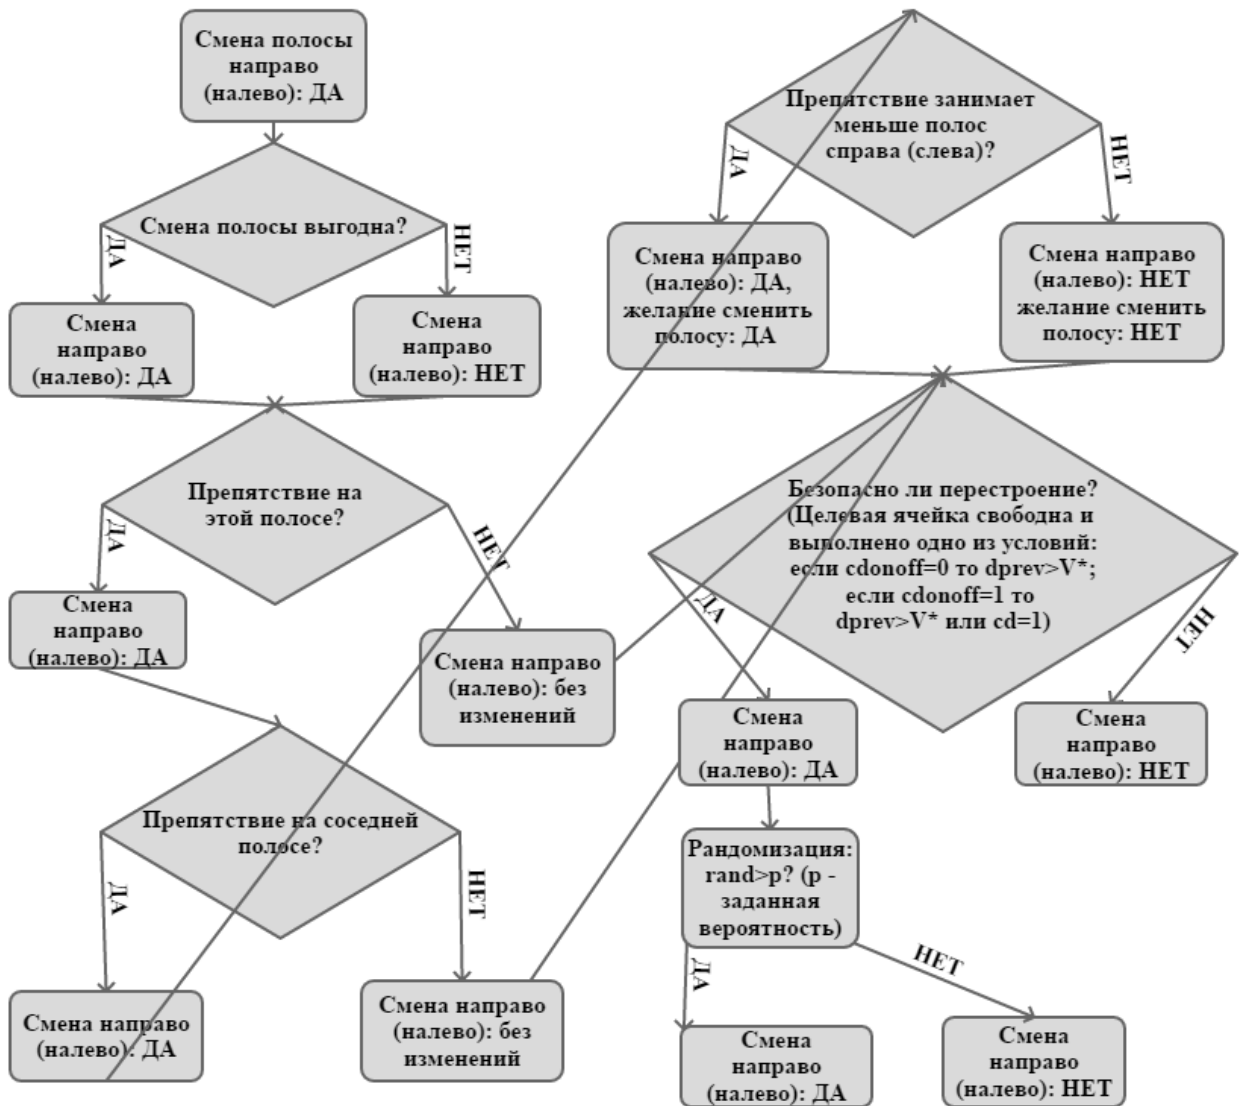 Смена полосы
направо
(налево): ДА
Смена полосы выгодна?
ДА
НЕТ
Смена
направо
(налево): ДА
Смена
направо
(налево): НЕТ
Препятствие на
этой полосе?
ДА
НЕТ
Смена
направо
(налево): ДА
Смена направо
(налево): без
изменений
Препятствие на соседней
полосе?
ДА
НЕТ
Смена направо
(налево): ДА
Смена направо
(налево): без
изменений
Препятствие занимает
меньше полос
справа (слева)?
ДА
НЕТ
Смена направо
(налево): ДА,
желание сменить
полосу: ДА
Смена направо
(налево): НЕТ
желание сменить
полосу: НЕТ
Безопасно ли перестроение?
(Целевая ячейка свободна и
выполнено одно из условий:
если cdonoff=0 то dprev>V*;
если cdonoff=1 то
dprev>V* или cd=1)
ДА
НЕТ
Смена
направо
(налево): ДА
Смена
направо
(налево): НЕТ
Рандомизация:
rand>p? (p -
заданная
вероятность)
ДА
НЕТ
Смена
направо
(налево): ДА
Смена
направо
(налево): НЕТ